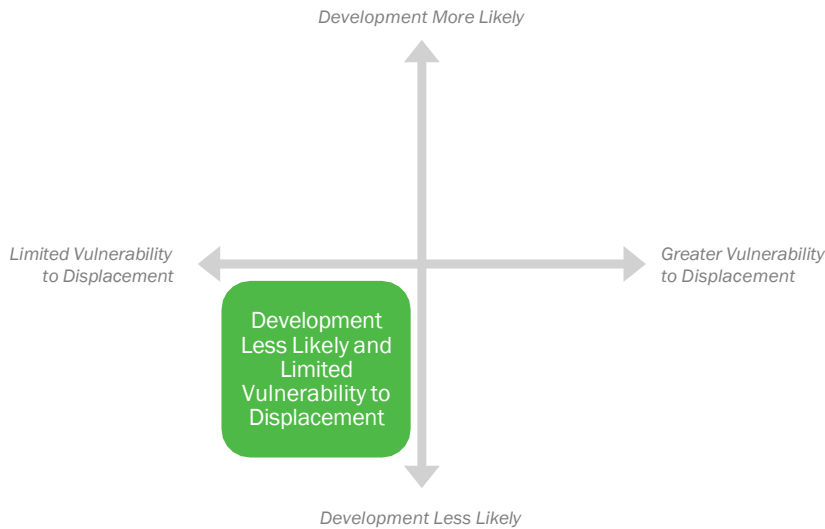 Development More Likely
Limited Vulnerability
to Displacement
Greater Vulnerability
to Displacement
Development
Less Likely and
Limited
Vulnerability to
Displacement
Development Less Likely